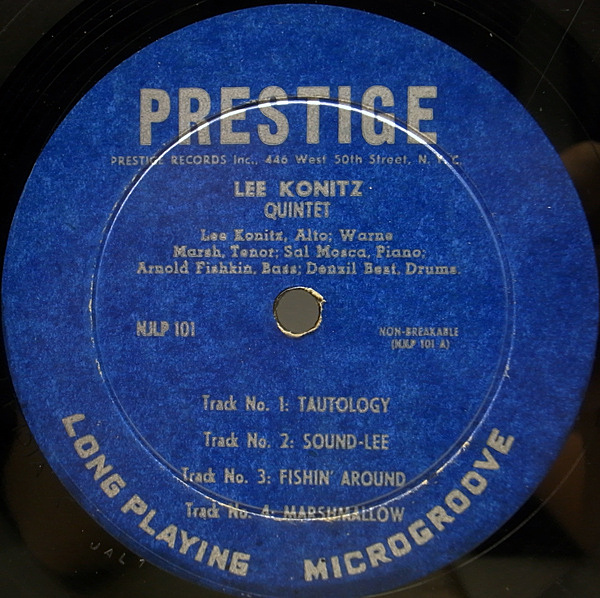 PRESTIGE
PRESTIGE RECORDS Inc., 446 West 50th Street, N.Y.C.
LEE KONITZ
QUINTET
Lee Konitz, Alto; Warne
Marsh, Tenor; Sal Mosca, Piano;
Arnold Fishkin, Bass; Denzil Best, Drums.
NJLP 101
NON-BREAKABLE
(NJLP 101 A)
Track No. 1: TAUTOLOGY
Track No. 2: SOUND-LEE
Track No. 3: FISHIN' AROUND
Track No. 4: MARSHMALLOW
LONG PLAYING MICROGROOVE